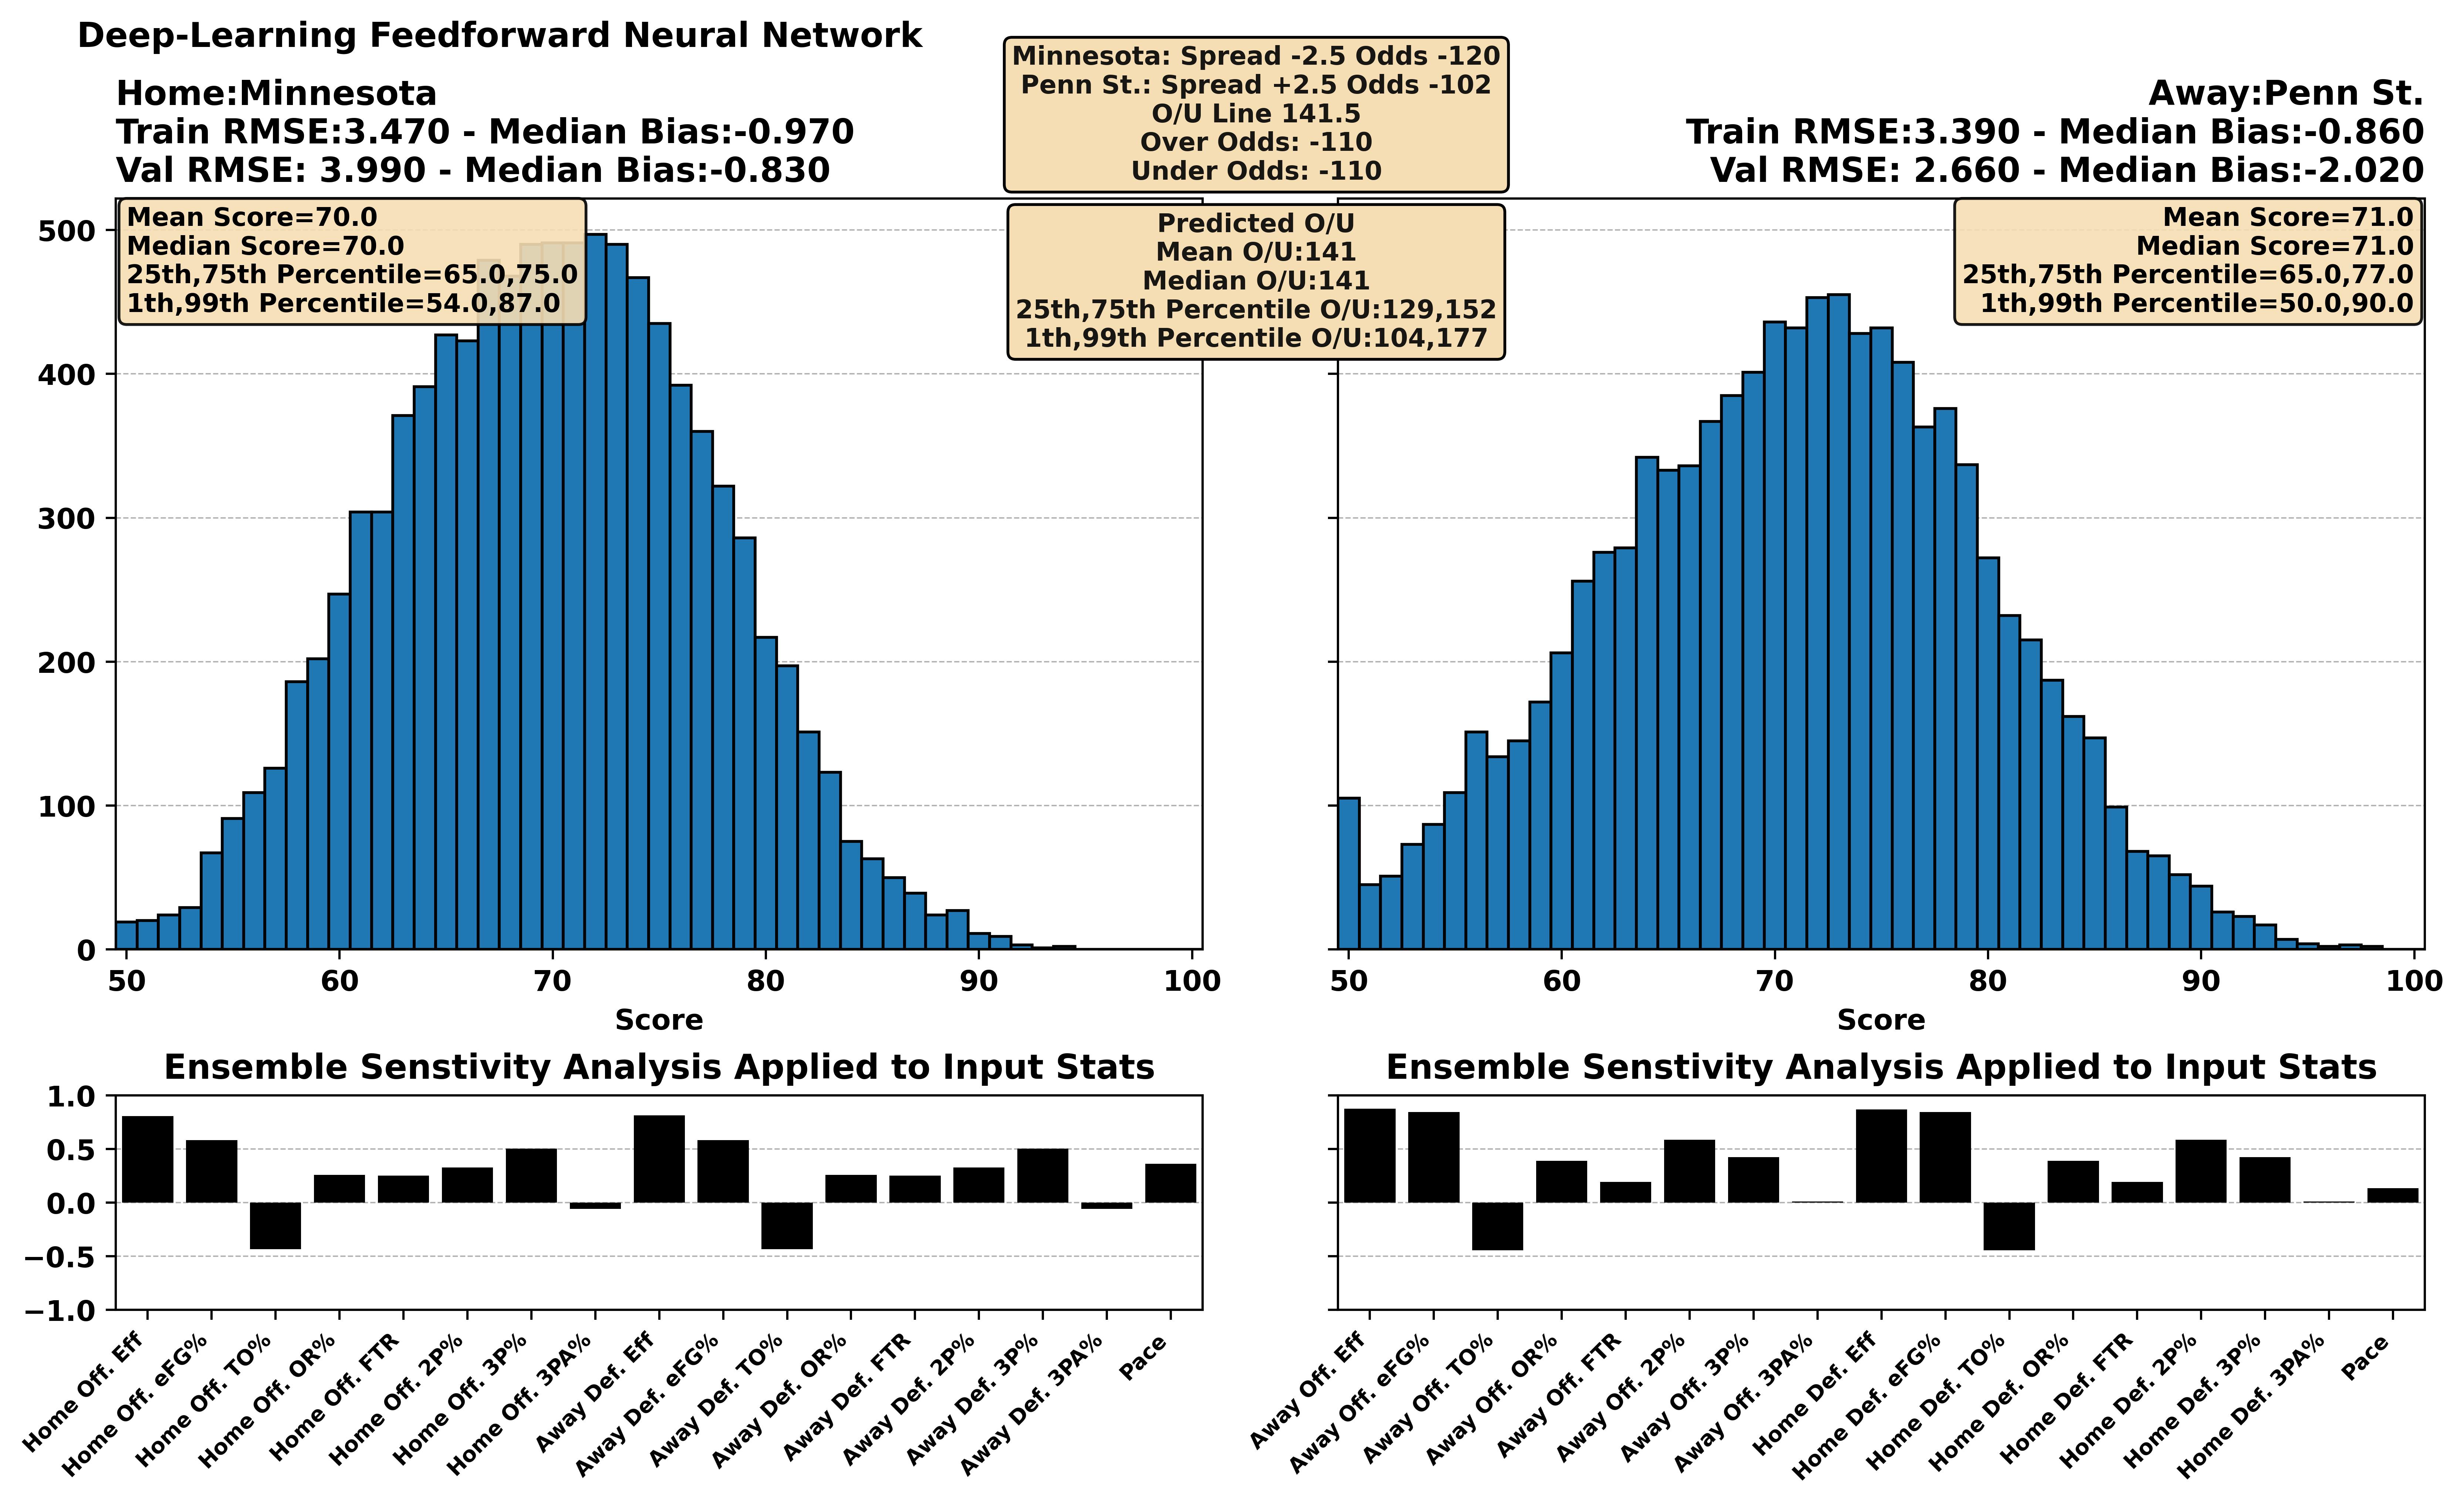 Deep-Learning Feedforward Neural Network
Minnesota: Spread -2.5 Odds -120
Penn St.: Spread +2.5 Odds -102
O/U Line 141.5
Over Odds: -110
Under Odds: -110
Home:Minnesota
Train RMSE:3.470 - Median Bias:-0.970
Val RMSE: 3.990 - Median Bias:-0.830
Away:Penn St.
Train RMSE:3.390 - Median Bias:-0.860
Val RMSE: 2.660 - Median Bias:-2.020
Mean Score=70.0
Median Score=70.0
25th,75th Percentile=65.0,75.0
1th,99th Percentile=54.0,87.0
Predicted O/U
Mean O/U:141
Median O/U:141
25th,75th Percentile O/U:129,152
1th,99th Percentile O/U:104,177
Mean Score=71.0
Median Score=71.0
25th,75th Percentile=65.0,77.0
1th,99th Percentile=50.0,90.0
500
400
300
200
100
0
50 60 70 80 90 100
Score
50 60 70 80 90 100
Score
Ensemble Senstivity Analysis Applied to Input Stats
1.0
0.5
0.0
−0.5
−1.0
Home Off. Eff
Home Off. eFG%
Home Off. TO%
Home Off. OR%
Home Off. FTR
Home Off. 2P%
Home Off. 3P%
Home Off. 3PA%
Away Def. Eff
Away Def. eFG%
Away Def. TO%
Away Def. OR%
Away Def. FTR
Away Def. 2P%
Away Def. 3P%
Away Def. 3PA%
Pace
Ensemble Senstivity Analysis Applied to Input Stats
Away Off. Eff
Away Off. eFG%
Away Off. TO%
Away Off. OR%
Away Off. FTR
Away Off. 2P%
Away Off. 3P%
Away Off. 3PA%
Home Def. Eff
Home Def. eFG%
Home Def. TO%
Home Def. OR%
Home Def. FTR
Home Def. 2P%
Home Def. 3P%
Home Def. 3PA%
Pace